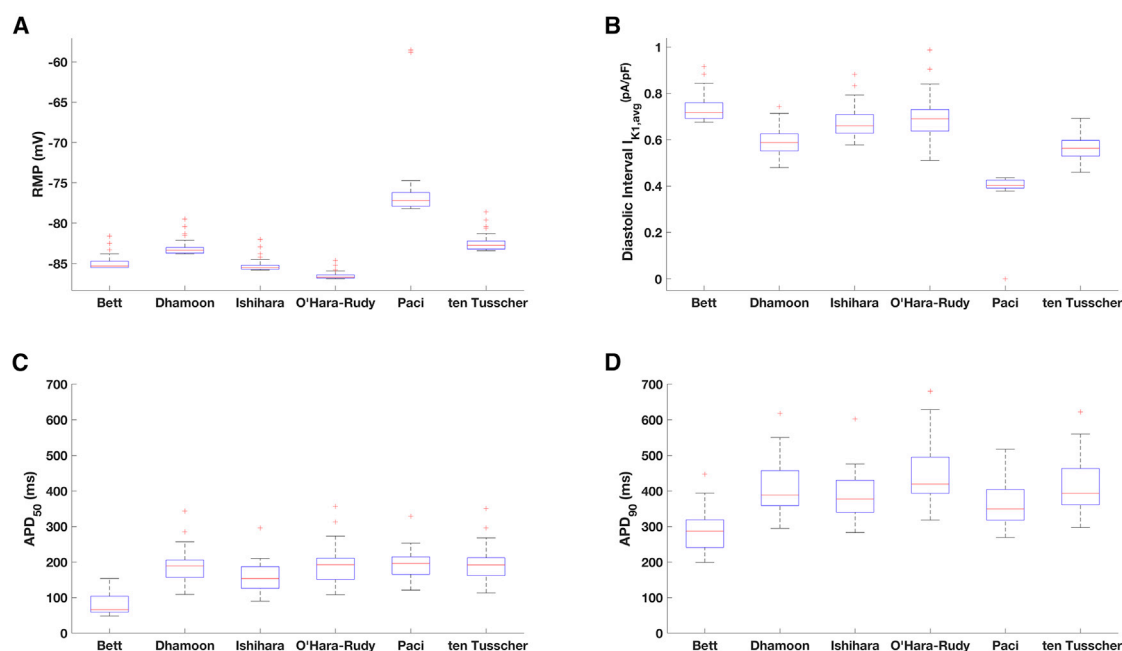 A
RMP (mV)
-60
-65
-70
-75
-80
-85
Bett Dhamoon Ishihara O'Hara-Rudy Paci ten Tusscher
B
Diastolic Interval I_K1,avg (pA/pF)
1
0.8
0.6
0.4
0.2
0
Bett Dhamoon Ishihara O'Hara-Rudy Paci ten Tusscher
C
APD_50 (ms)
700
600
500
400
300
200
100
0
Bett Dhamoon Ishihara O'Hara-Rudy Paci ten Tusscher
D
APD_90 (ms)
700
600
500
400
300
200
100
0
Bett Dhamoon Ishihara O'Hara-Rudy Paci ten Tusscher